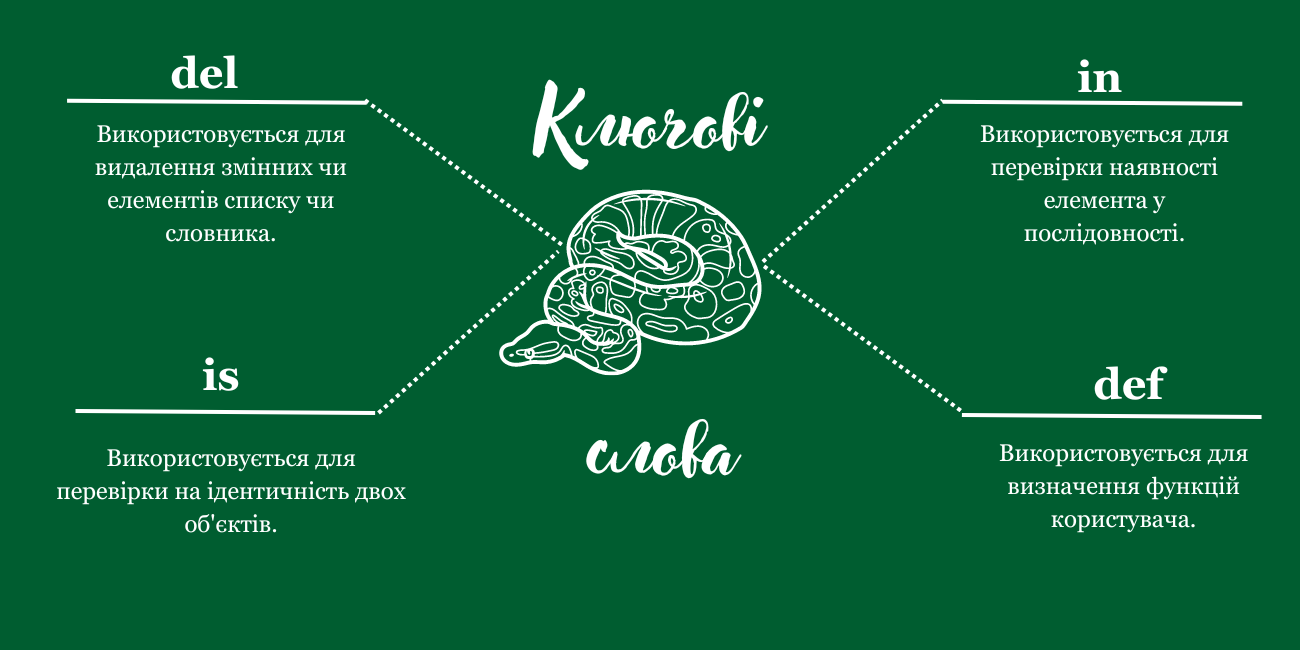 del
Використовується для
видалення змінних чи
елементів списку чи
словника.
Ключові
in
Використовується для
перевірки наявності
елемента у
послідовності.
is
Використовується для
перевірки на ідентичність двох
об'єктів.
слова
def
Використовується для
визначення функцій
користувача.